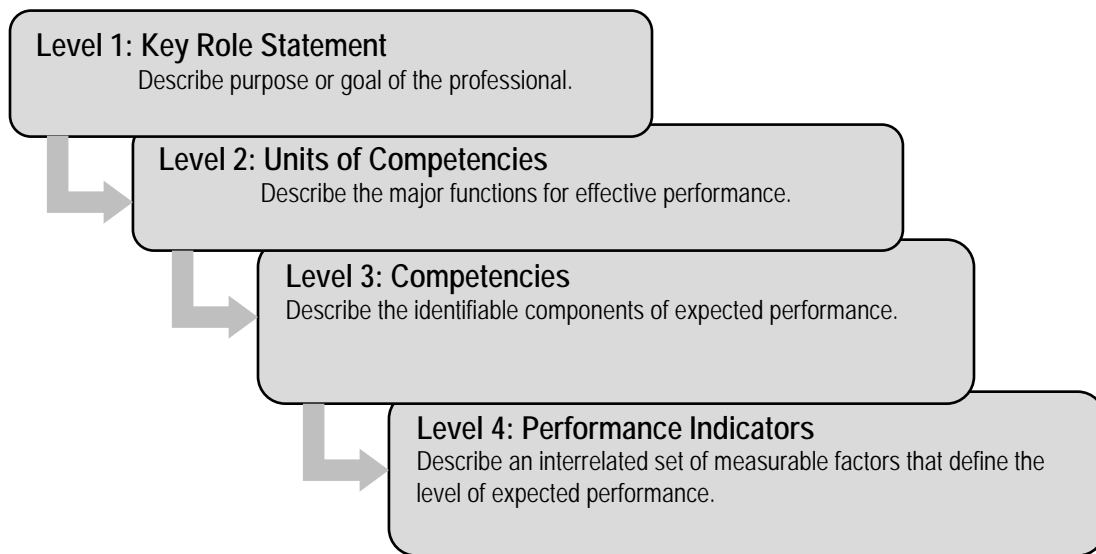 Level 1: Key Role Statement
Describe purpose or goal of the professional.
Level 2: Units of Competencies
Describe the major functions for effective performance.
Level 3: Competencies
Describe the identifiable components of expected performance.
Level 4: Performance Indicators
Describe an interrelated set of measurable factors that define the
level of expected performance.